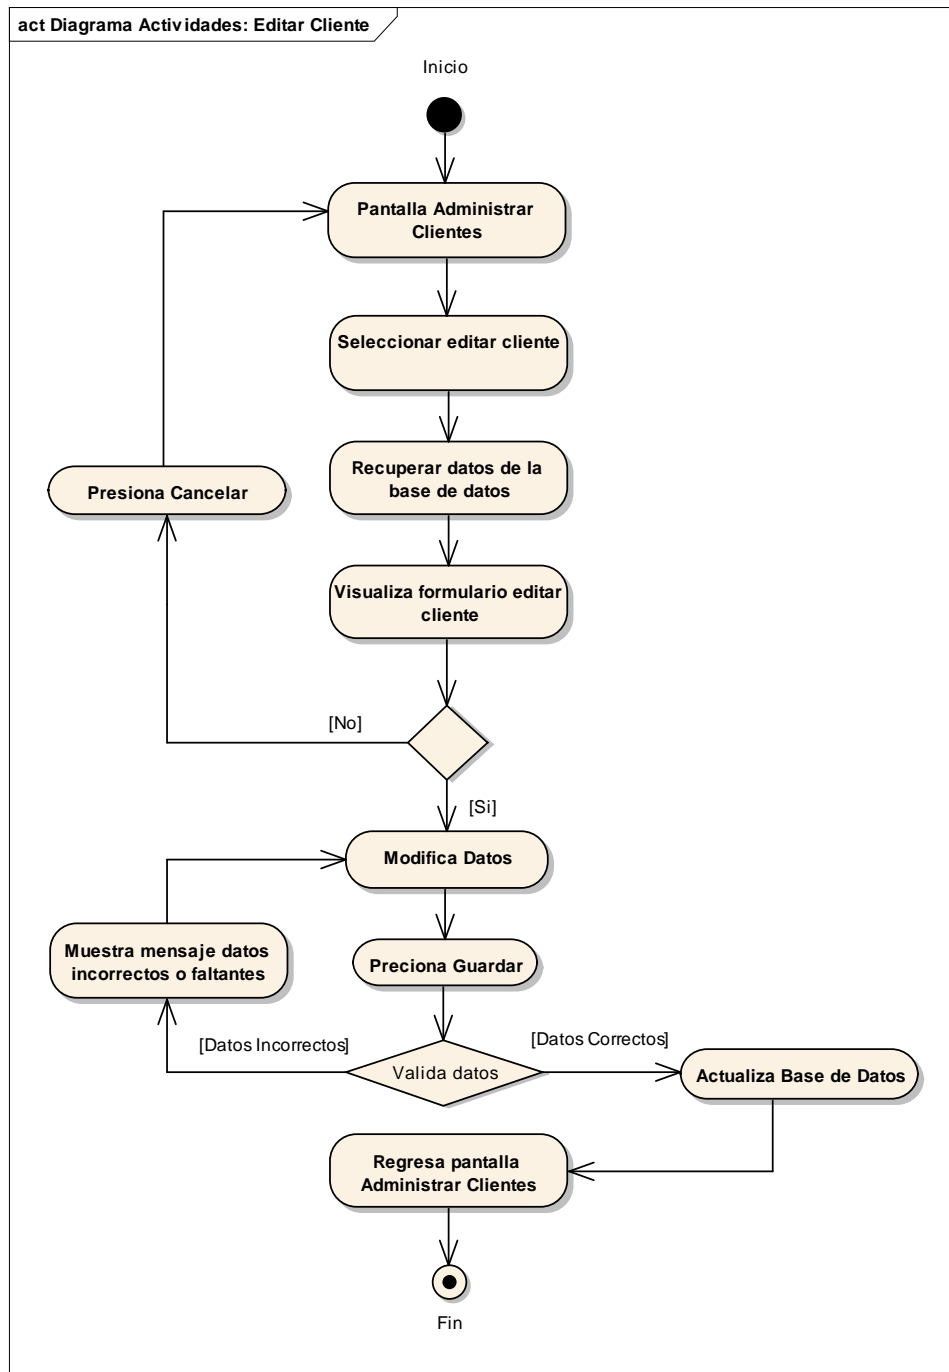 act Diagrama Actividades: Editar Cliente
Inicio
Pantalla Administrar
Clientes
Seleccionar editar cliente
Recuperar datos de la
base de datos
Presiona Cancelar
Visualiza formulario editar
cliente
[No]
[Si]
Modifica Datos
Muestra mensaje datos
incorrectos o faltantes
Preciona Guardar
[Datos Incorrectos]
[Datos Correctos]
Valida datos
Actualiza Base de Datos
Regresa pantalla
Administrar Clientes
Fin